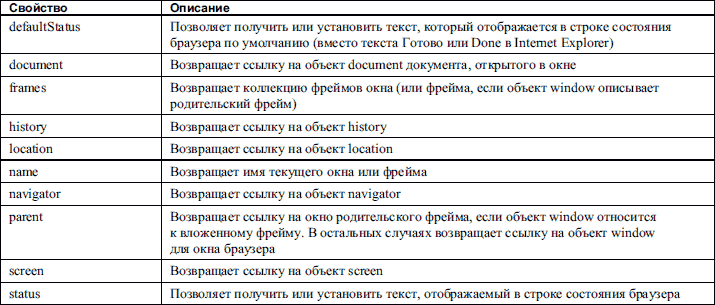 Свойство Описание
defaultStatus Позволяет получить или установить текст, который отображается в строке состояния
браузера по умолчанию (вместо текста Готово или Done в Internet Explorer)
document Возвращает ссылку на объект document документа, открытого в окне
frames Возвращает коллекцию фреймов окна (или фрейма, если объект window описывает
родительский фрейм)
history Возвращает ссылку на объект history
location Возвращает ссылку на объект location
name Возвращает имя текущего окна или фрейма
navigator Возвращает ссылку на объект navigator
parent Возвращает ссылку на окно родительского фрейма, если объект window относится
к вложенному фрейму. В остальных случаях возвращает ссылку на объект window
для окна браузера
screen Возвращает ссылку на объект screen
status Позволяет получить или установить текст, отображаемый в строке состояния браузера